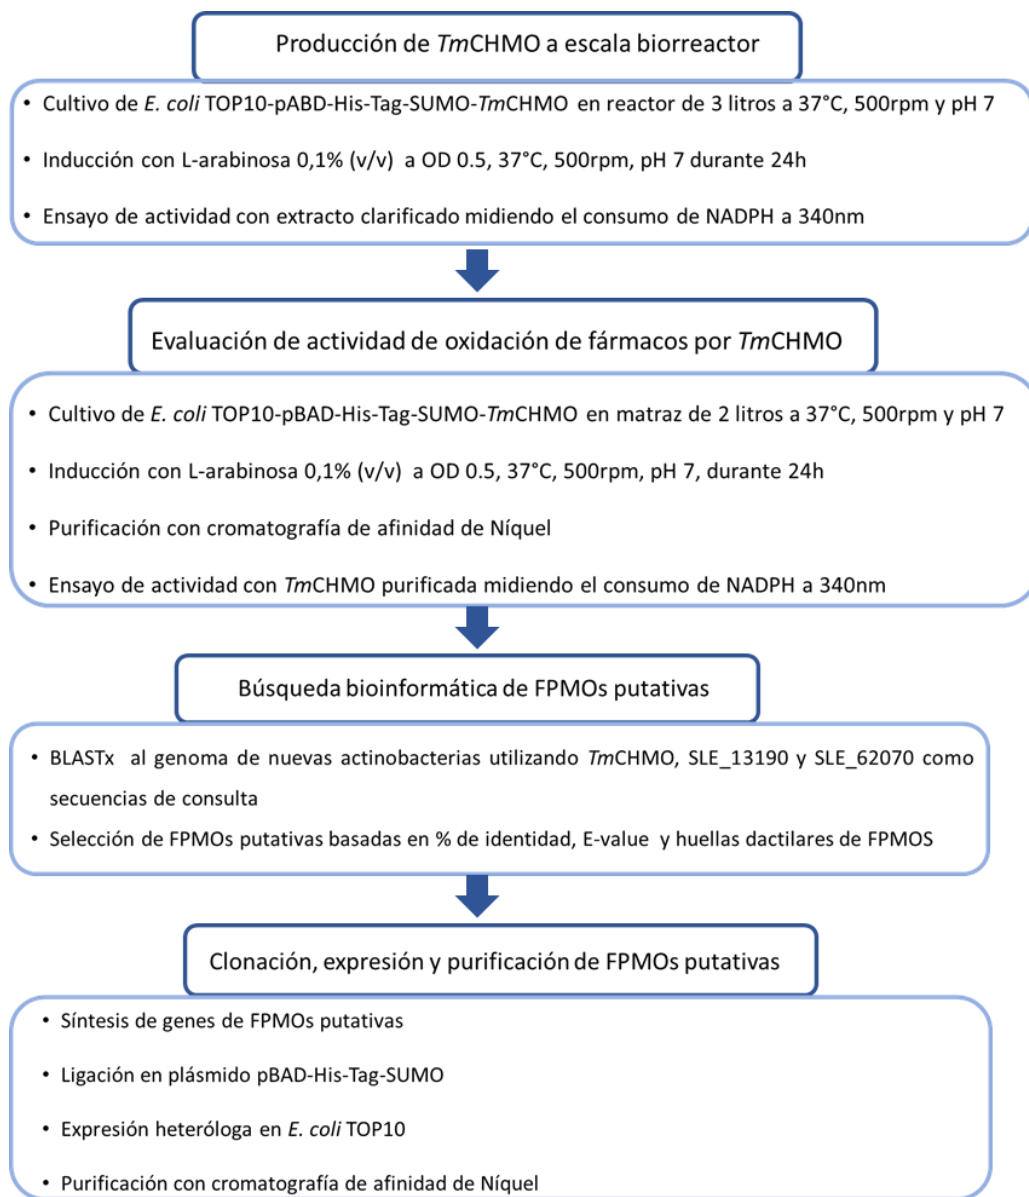 Producción de TmCHMO a escala biorreactor
• Cultivo de E. coli TOP10-pABD-His-Tag-SUMO-TmCHMO en reactor de 3 litros a 37°C, 500rpm y pH 7
• Inducción con L-arabinosa 0,1% (v/v) a OD 0.5, 37°C, 500rpm, pH 7 durante 24h
• Ensayo de actividad con extracto clarificado midiendo el consumo de NADPH a 340nm
Evaluación de actividad de oxidación de fármacos por TmCHMO
• Cultivo de E. coli TOP10-pBAD-His-Tag-SUMO-TmCHMO en matraz de 2 litros a 37°C, 500rpm y pH 7
• Inducción con L-arabinosa 0,1% (v/v) a OD 0.5, 37°C, 500rpm, pH 7, durante 24h
• Purificación con cromatografía de afinidad de Níquel
• Ensayo de actividad con TmCHMO purificada midiendo el consumo de NADPH a 340nm
Búsqueda bioinformática de FPMOs putativas
• BLASTx al genoma de nuevas actinobacterias utilizando TmCHMO, SLE_13190 y SLE_62070 como
secuencias de consulta
• Selección de FPMOs putativas basadas en % de identidad, E-value y huellas dactilares de FPMOS
Clonación, expresión y purificación de FPMOs putativas
• Síntesis de genes de FPMOs putativas
• Ligación en plásmido pBAD-His-Tag-SUMO
• Expresión heteróloga en E. coli TOP10
• Purificación con cromatografía de afinidad de Níquel